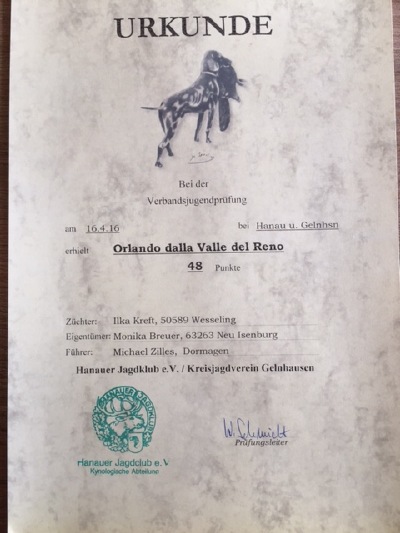 URKUNDE
Bei der
Verbandsjugendprüfung
am 16.4.16 bei Hanau u. Gelnhsn
erhielt Orlando dalla Valle del Reno
48 Punkte
Züchter: Ilka Kreft, 50589 Wesseling
Eigentümer: Monika Breuer, 63263 Neu Isenburg
Führer: Michael Zilles, Dormagen
Hanauer Jagdklub e.V. / Kreisjagdverein Gelnhausen
W. Schmidt
Prüfungsleiter
Hanauer Jagdclub e.V.
Kynologische Abteilung